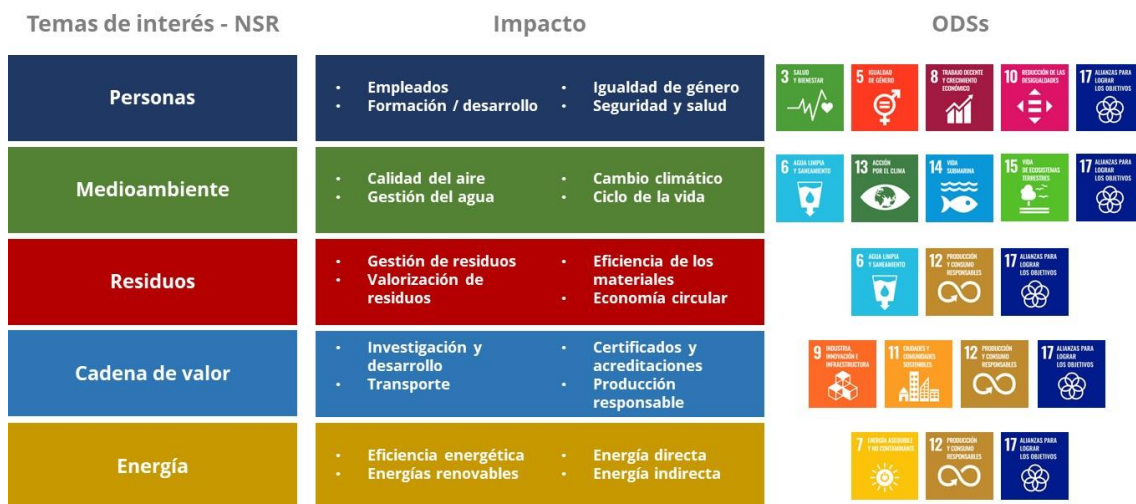 Temas de interés - NSR
Impacto
ODSs
Personas
• Empleados
• Formación / desarrollo
• Igualdad de género
• Seguridad y salud
3 SALUD
Y BIENESTAR
5 IGUALDAD
DE GÉNERO
8 TRABAJO DECENTE
Y CRECIMIENTO
ECONÓMICO
10 REDUCCIÓN DE LAS
DESIGUALDADES
17 ALIANZAS PARA
LOGRAR
LOS OBJETIVOS
Medioambiente
• Calidad del aire
• Gestión del agua
• Cambio climático
• Ciclo de la vida
6 AGUA LIMPIA
Y SANEAMIENTO
13 ACCIÓN
POR EL CLIMA
14 VIDA
SUBMARINA
15 VIDA
DE ECOSISTEMAS
TERRESTRES
17 ALIANZAS PARA
LOGRAR
LOS OBJETIVOS
Residuos
• Gestión de residuos
• Valorización de
residuos
• Eficiencia de los
materiales
• Economía circular
6 AGUA LIMPIA
Y SANEAMIENTO
12 PRODUCCIÓN
Y CONSUMO
RESPONSABLES
17 ALIANZAS PARA
LOGRAR
LOS OBJETIVOS
Cadena de valor
• Investigación y
desarrollo
• Transporte
• Certificados y
acreditaciones
• Producción
responsable
9 INDUSTRIA,
INNOVACIÓN E
INFRAESTRUCTURA
11 CIUDADES Y
COMUNIDADES
SOSTENIBLES
12 PRODUCCIÓN
Y CONSUMO
RESPONSABLES
17 ALIANZAS PARA
LOGRAR
LOS OBJETIVOS
Energía
• Eficiencia energética
• Energías renovables
• Energía directa
• Energía indirecta
7 ENERGÍA ASEQUIBLE
Y NO CONTAMINANTE
12 PRODUCCIÓN
Y CONSUMO
RESPONSABLES
17 ALIANZAS PARA
LOGRAR
LOS OBJETIVOS